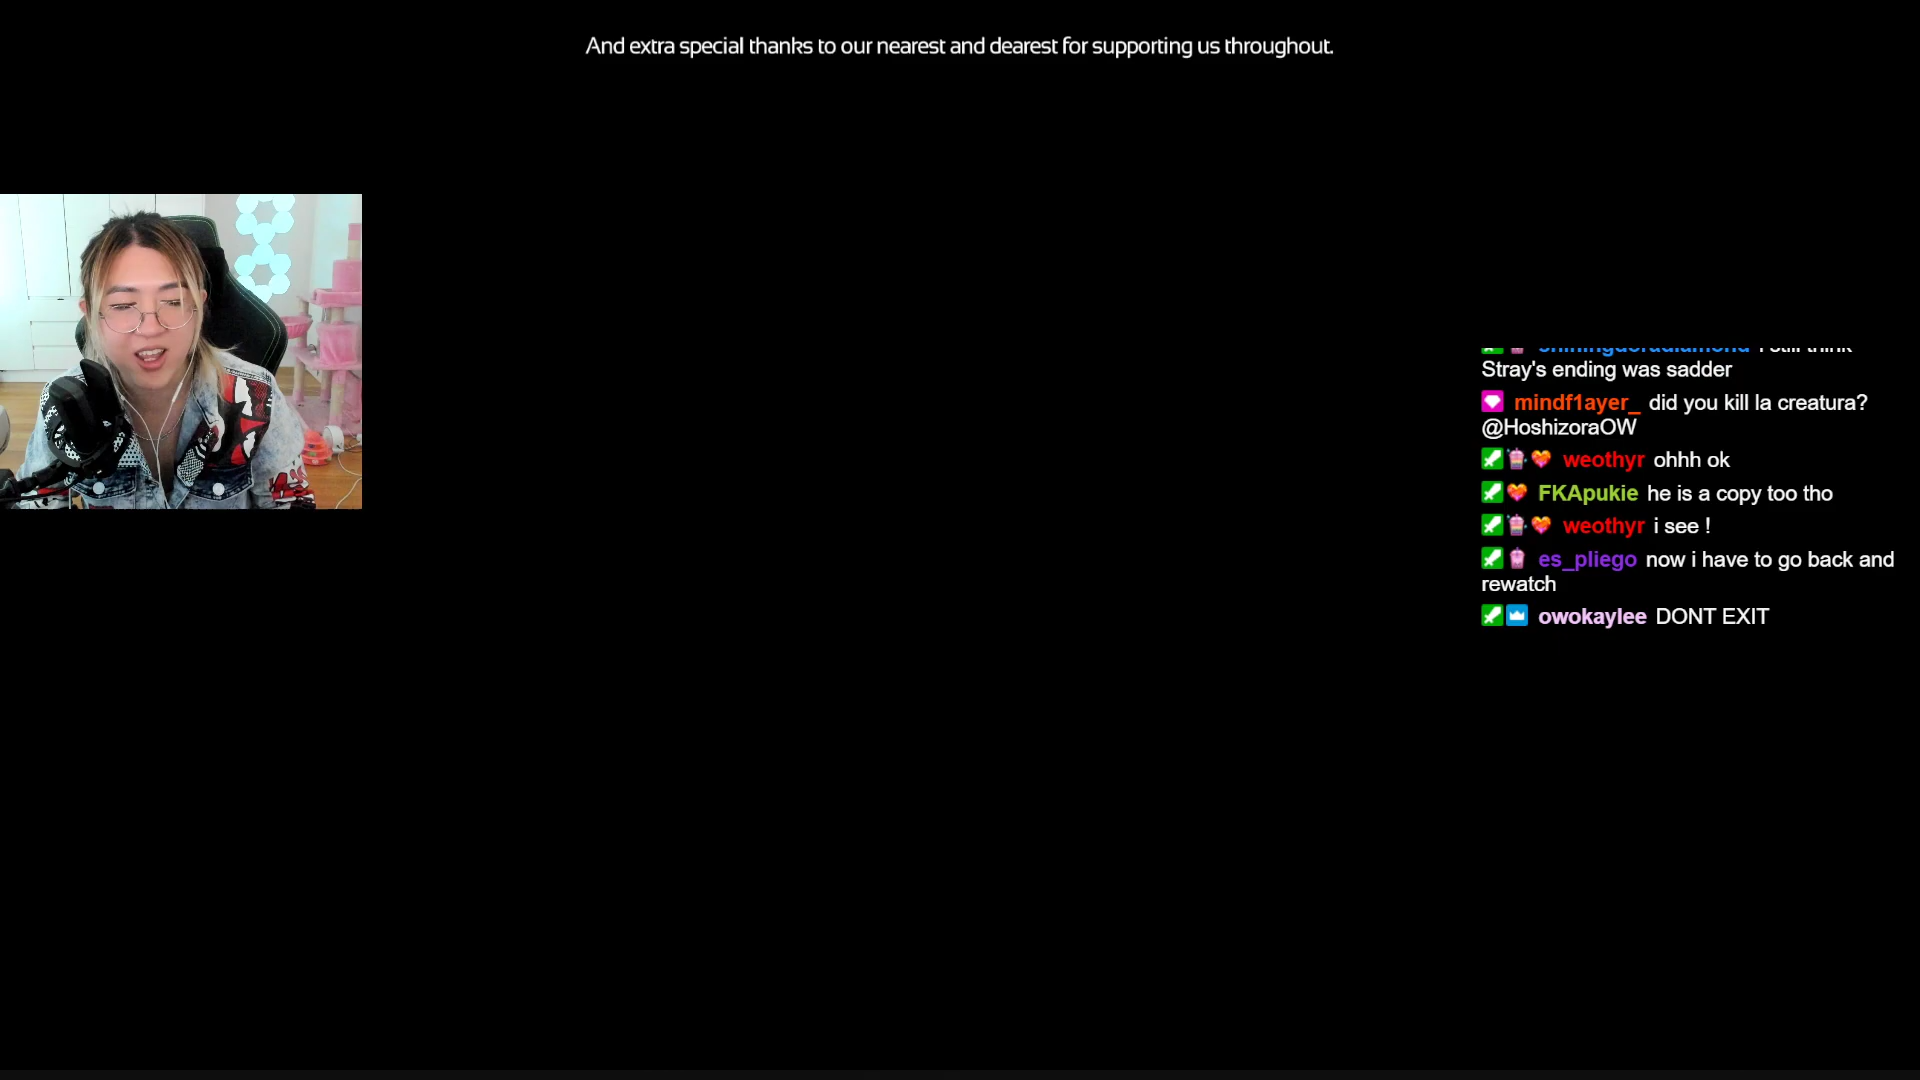 And extra special thanks to our nearest and dearest for supporting us throughout.
I still think
Stray's ending was sadder
mindf1ayer_ did you kill la creatura?
@HoshizoraOW
weothyr ohhh ok
FKApukie he is a copy too tho
weothyr i see !
es_pliego now i have to go back and
rewatch
owokaylee DONT EXIT